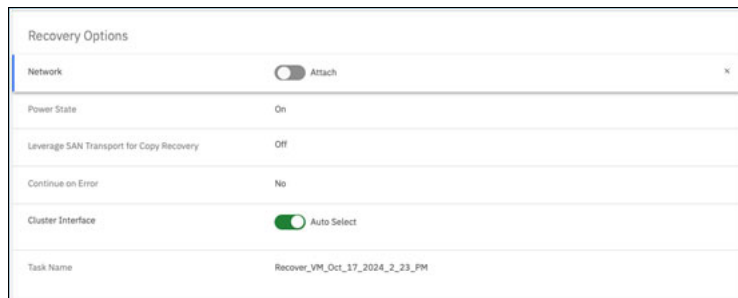 Recovery Options
Network Attach ×
Power State On
Leverage SAN Transport for Copy Recovery Off
Continue on Error No
Cluster Interface Auto Select
Task Name Recover_VM_Oct_17_2024_2_23_PM